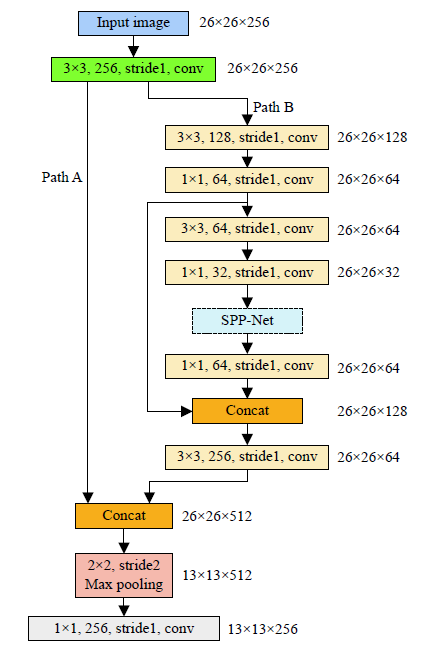 Input image 26×26×256
3×3, 256, stride1, conv 26×26×256
Path B
3×3, 128, stride1, conv 26×26×128
Path A
1×1, 64, stride1, conv 26×26×64
3×3, 64, stride1, conv 26×26×64
1×1, 32, stride1, conv 26×26×32
SPP-Net
1×1, 64, stride1, conv 26×26×64
Concat 26×26×128
3×3, 256, stride1, conv 26×26×64
Concat 26×26×512
2×2, stride2
Max pooling 13×13×512
1×1, 256, stride1, conv 13×13×256